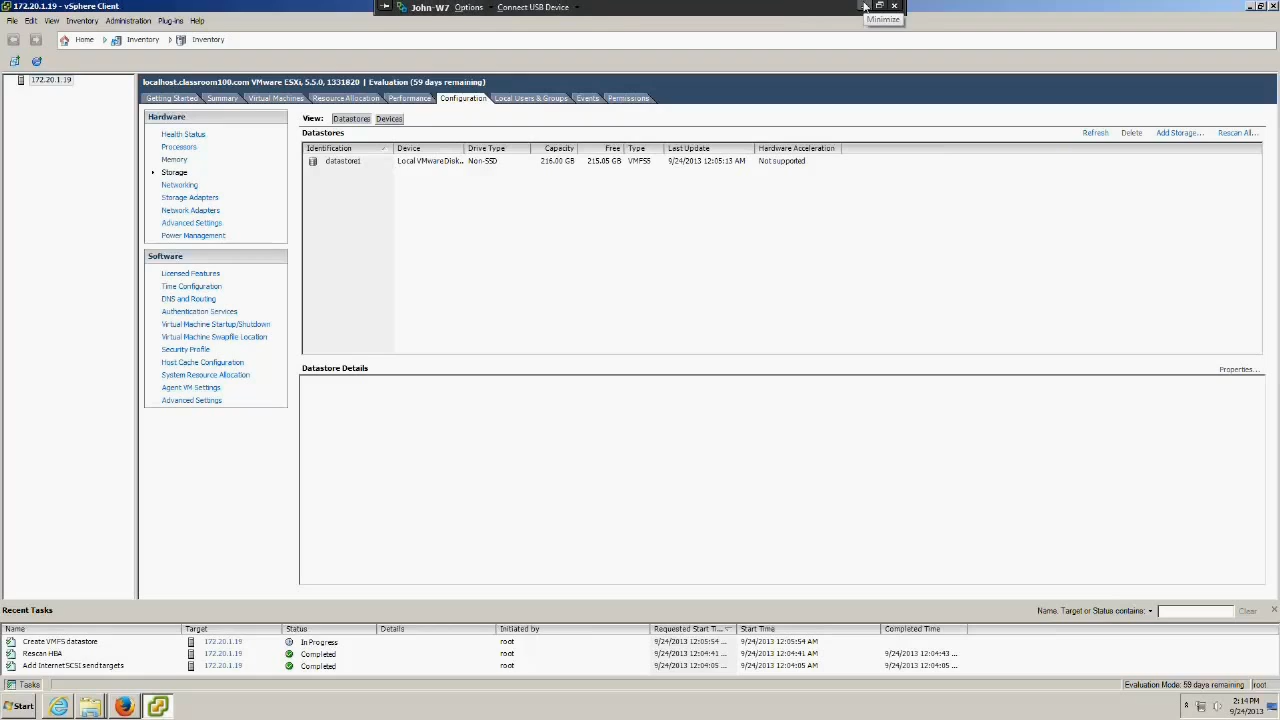 172.20.1.19 - vSphere Client
John-W7 Options Connect USB Device
Minimize
File Edit View Inventory Administration Plug-ins Help
Home Inventory Inventory
172.20.1.19
localhost.classroom100.com VMware ESXi, 5.5.0, 1331820 | Evaluation (59 days remaining)
Getting Started Summary Virtual Machines Resource Allocation Performance Configuration Local Users & Groups Events Permissions
Hardware
Health Status
Processors
Memory
Storage
Networking
Storage Adapters
Network Adapters
Advanced Settings
Power Management
Software
Licensed Features
Time Configuration
DNS and Routing
Authentication Services
Virtual Machine Startup/Shutdown
Virtual Machine Swapfile Location
Security Profile
Host Cache Configuration
System Resource Allocation
Agent VM Settings
Advanced Settings
View: Datastores Devices
Datastores Refresh Delete Add Storage... Rescan All...
Identification Device Drive Type Capacity Free Type Last Update Hardware Acceleration
datastore1 Local VMware Disk... Non-SSD 216.00 GB 215.05 GB VMFS5 9/24/2013 12:05:13 AM Not supported
Datastore Details Properties...
Recent Tasks Name, Target or Status contains: Clear
Name Target Status Details Initiated by Requested Start Ti... Start Time Completed Time
Create VMFS datastore 172.20.1.19 In Progress root 9/24/2013 12:05:54 ... 9/24/2013 12:05:54 AM
Rescan HBA 172.20.1.19 Completed root 9/24/2013 12:04:41 ... 9/24/2013 12:04:41 AM 9/24/2013 12:04:43 ...
Add Internet SCSI send targets 172.20.1.19 Completed root 9/24/2013 12:04:05 ... 9/24/2013 12:04:05 AM 9/24/2013 12:04:05 ...
Tasks Evaluation Mode: 59 days remaining root
Start 2:14 PM
9/24/2013